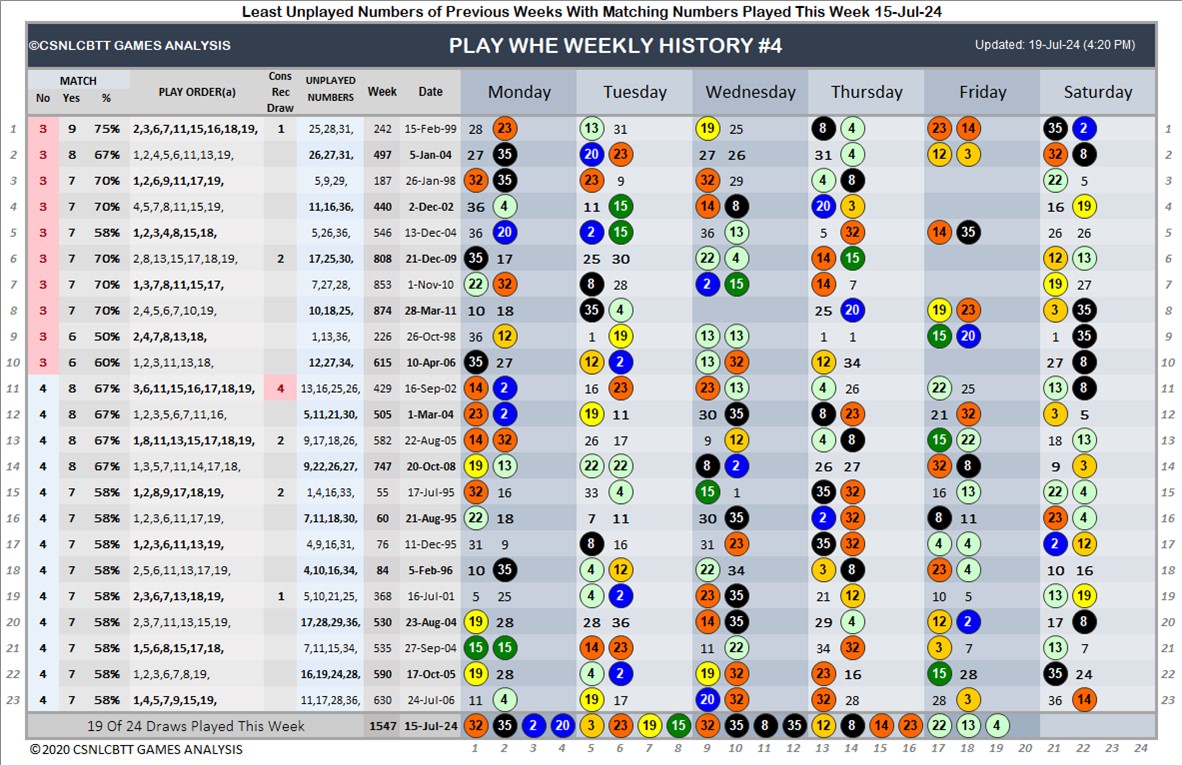 Least Unplayed Numbers of Previous Weeks With Matching Numbers Played This Week 15-Jul-24
©CSNLCBTT GAMES ANALYSIS PLAY WHE WEEKLY HISTORY #4 Updated: 19-Jul-24 (4:20 PM)
MATCH No Yes % PLAY ORDER(a) Cons Rec Draw UNPLAYED NUMBERS Week Date Monday Tuesday Wednesday Thursday Friday Saturday
1 3 9 75% 2,3,6,7,11,15,16,18,19, 1 25,28,31, 242 15-Feb-99 28 23 13 31 19 25 8 4 23 14 35 2 1
2 3 8 67% 1,2,4,5,6,11,13,19, 26,27,31, 497 5-Jan-04 27 35 20 23 27 26 31 4 12 3 32 8 2
3 3 7 70% 1,2,6,9,11,17,19, 5,9,29, 187 26-Jan-98 32 35 23 9 32 29 4 8 22 5 3
4 3 7 70% 4,5,7,8,11,15,19, 11,16,36, 440 2-Dec-02 36 4 11 15 14 8 20 3 16 19 4
5 3 7 58% 1,2,3,4,8,15,18, 5,26,36, 546 13-Dec-04 36 20 2 15 36 13 5 32 14 35 26 26 5
6 3 7 70% 2,8,13,15,17,18,19, 2 17,25,30, 808 21-Dec-09 35 17 25 30 22 4 14 15 12 13 6
7 3 7 70% 1,3,7,8,11,15,17, 7,27,28, 853 1-Nov-10 22 32 8 28 2 15 14 7 19 27 7
8 3 7 70% 2,4,5,6,7,10,19, 10,18,25, 874 28-Mar-11 10 18 35 4 25 20 19 23 3 35 8
9 3 6 50% 2,4,7,8,13,18, 1,13,36, 226 26-Oct-98 36 12 1 19 13 13 1 1 15 20 1 35 9
10 3 6 60% 1,2,3,11,13,18, 12,27,34, 615 10-Apr-06 35 27 12 2 13 32 12 34 27 8 10
11 4 8 67% 3,6,11,15,16,17,18,19, 4 13,16,25,26, 429 16-Sep-02 14 2 16 23 23 13 4 26 22 25 13 8 11
12 4 8 67% 1,2,3,5,6,7,11,16, 5,11,21,30, 505 1-Mar-04 23 2 19 11 30 35 8 23 21 32 3 5 12
13 4 8 67% 1,8,11,13,15,17,18,19, 2 9,17,18,26, 582 22-Aug-05 14 32 26 17 9 12 4 8 15 22 18 13 13
14 4 8 67% 1,3,5,7,11,14,17,18, 9,22,26,27, 747 20-Oct-08 19 13 22 22 8 2 26 27 32 8 9 3 14
15 4 7 58% 1,2,8,9,17,18,19, 2 1,4,16,33, 55 17-Jul-95 32 16 33 4 15 1 35 32 16 13 22 4 15
16 4 7 58% 1,2,3,6,11,17,19, 7,11,18,30, 60 21-Aug-95 22 18 7 11 30 35 2 32 8 11 23 4 16
17 4 7 58% 1,2,3,6,11,13,19, 4,9,16,31, 76 11-Dec-95 31 9 8 16 31 23 35 32 4 4 2 12 17
18 4 7 58% 2,5,6,11,13,17,19, 4,10,16,34, 84 5-Feb-96 10 35 4 12 22 34 3 8 23 4 10 16 18
19 4 7 58% 2,3,6,7,13,18,19, 1 5,10,21,25, 368 16-Jul-01 5 25 4 2 23 35 21 12 10 5 13 19 19
20 4 7 58% 2,3,7,11,13,15,19, 17,28,29,36, 530 23-Aug-04 19 28 28 36 14 35 29 4 12 2 17 8 20
21 4 7 58% 1,5,6,8,15,17,18, 7,11,15,34, 535 27-Sep-04 15 15 14 23 11 22 34 32 3 7 13 7 21
22 4 7 58% 1,2,3,6,7,8,19, 16,19,24,28, 590 17-Oct-05 19 28 4 2 19 32 23 16 15 28 35 24 22
23 4 7 58% 1,4,5,7,9,15,19, 11,17,28,36, 630 24-Jul-06 11 4 19 17 20 32 32 28 28 3 36 14 23
19 Of 24 Draws Played This Week 1547 15-Jul-24 32 35 2 20 3 23 19 15 32 35 8 35 12 8 14 23 22 13 4
© 2020 CSNLCBTT GAMES ANALYSIS 1 2 3 4 5 6 7 8 9 10 11 12 13 14 15 16 17 18 19 20 21 22 23 24